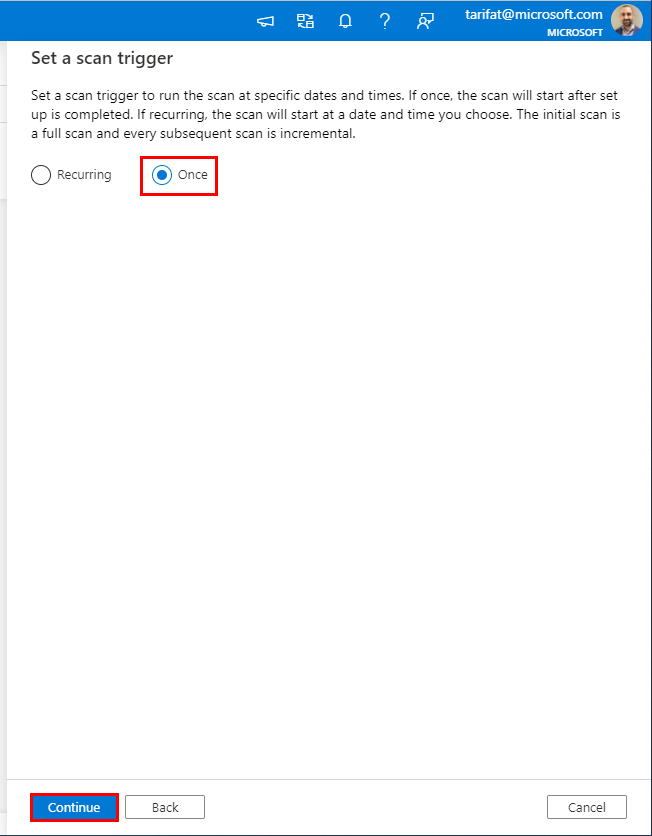 tarifat@microsoft.com
MICROSOFT
Set a scan trigger
Set a scan trigger to run the scan at specific dates and times. If once, the scan will start after set
up is completed. If recurring, the scan will start at a date and time you choose. The initial scan is
a full scan and every subsequent scan is incremental.
Recurring Once
Continue Back Cancel